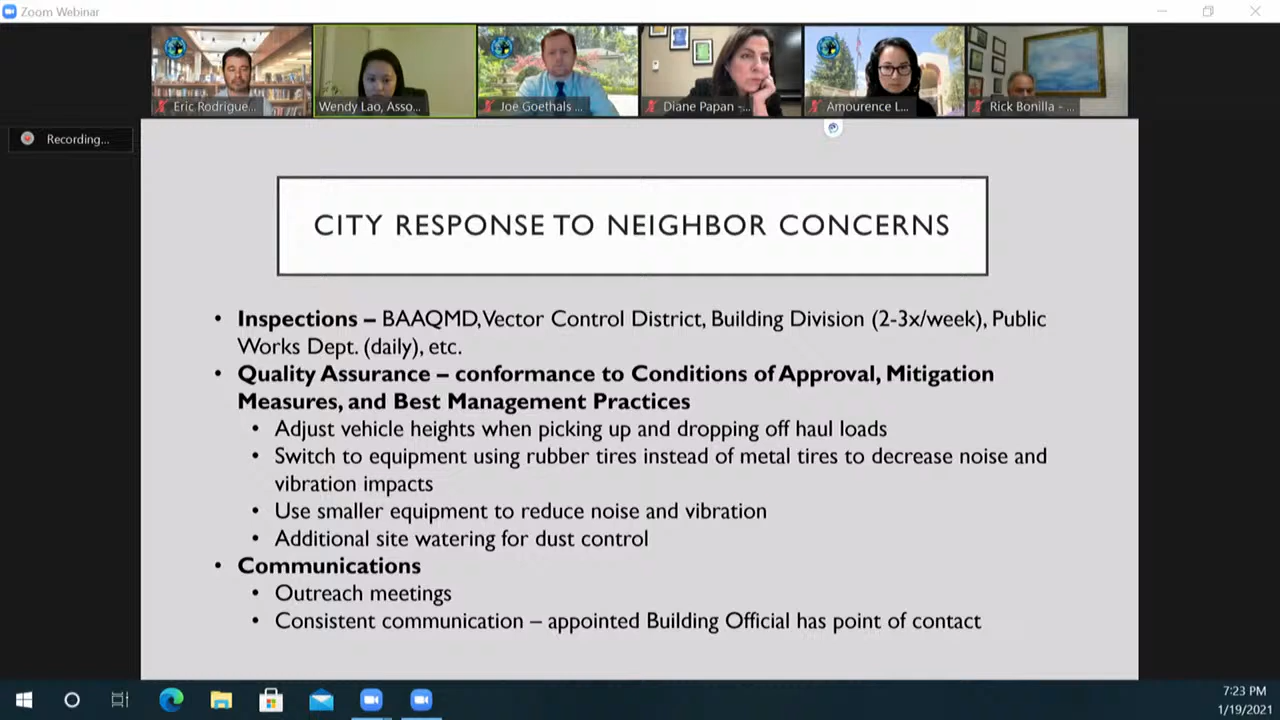 Zoom Webinar
Eric Rodrigue...
Wendy Lao, Asso...
Joe Goethals ...
Diane Papan -...
Amourence L...
Rick Bonilla - ...
Recording...
CITY RESPONSE TO NEIGHBOR CONCERNS
• Inspections – BAAQMD, Vector Control District, Building Division (2-3x/week), Public
Works Dept. (daily), etc.
• Quality Assurance – conformance to Conditions of Approval, Mitigation
Measures, and Best Management Practices
• Adjust vehicle heights when picking up and dropping off haul loads
• Switch to equipment using rubber tires instead of metal tires to decrease noise and
vibration impacts
• Use smaller equipment to reduce noise and vibration
• Additional site watering for dust control
• Communications
• Outreach meetings
• Consistent communication – appointed Building Official has point of contact
7:23 PM
1/19/2021